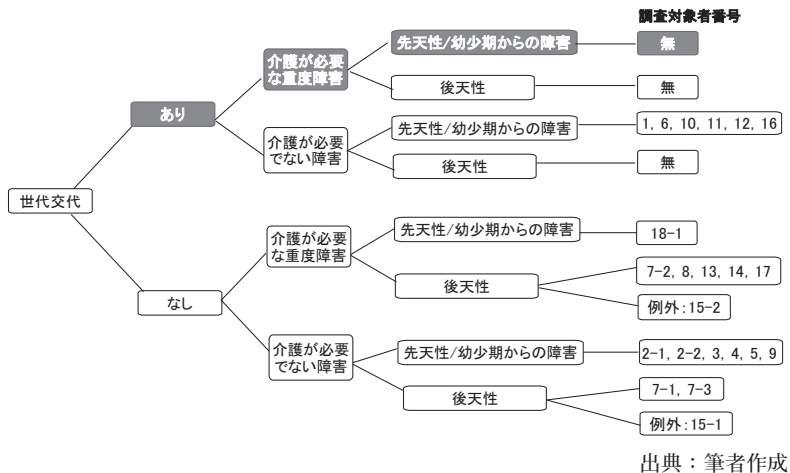 調査対象者番号
先天性/幼少期からの障害
無
介護が必要
な重度障害
後天性
無
あり
先天性/幼少期からの障害
1, 6, 10, 11, 12, 16
介護が必要
でない障害
後天性
無
世代交代
先天性/幼少期からの障害
18-1
介護が必要
な重度障害
7-2, 8, 13, 14, 17
後天性
例外:15-2
なし
介護が必要
でない障害
先天性/幼少期からの障害
2-1, 2-2, 3, 4, 5, 9
後天性
7-1, 7-3
例外:15-1
出典：筆者作成